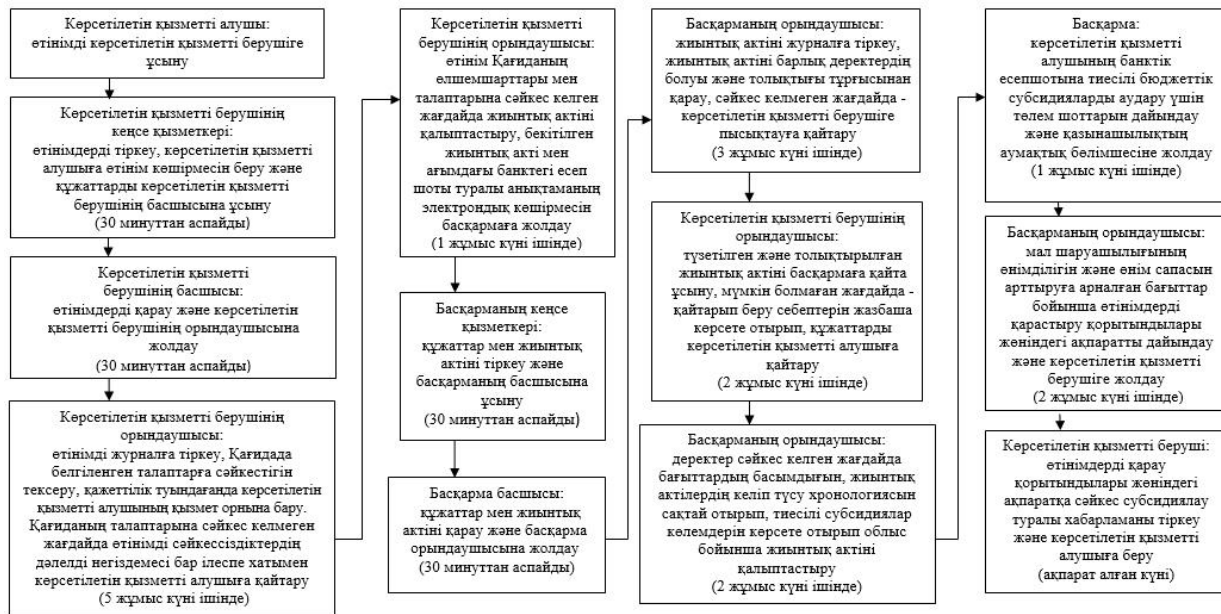 Көрсетілетін қызметті алушы:
өтінімді көрсетілетін қызметті берушіге
ұсыну
Көрсетілетін қызметті берушінің
кеңсе қызметкері:
өтінімдерді тіркеу, көрсетілетін қызметті
алушыға өтінім көшірмесін беру және
құжаттарды көрсетілетін қызметті
берушінің басшысына ұсыну
(30 минуттан аспайды)
Көрсетілетін қызметті
берушінің басшысы:
өтінімдерді қарау және көрсетілетін
қызметті берушінің орындаушысына
жолдау
(30 минуттан аспайды)
Көрсетілетін қызметті берушінің
орындаушысы:
өтінімді журналға тіркеу, Қағидада
белгіленген талаптарға сәйкестігін
тексеру, қажеттілік туындағанда көрсетілетін
қызметті алушының қызмет орнына бару.
Қағиданың талаптарына сәйкес келмеген
жағдайда өтінімді сәйкессіздіктердің
дәлелді негіздемесі бар ілеспе хатымен
көрсетілетін қызметті алушыға қайтару
(5 жұмыс күні ішінде)
Көрсетілетін қызметті
берушінің орындаушысы:
өтінім Қағиданың
өлшемшарттары мен
талаптарына сәйкес келген
жағдайда жиынтық актіні
қалыптастыру, бекітілген
жиынтық акті мен
ағымдағы банктегі есеп
шоты туралы анықтаманың
электрондық көшірмесін
басқармаға жолдау
(1 жұмыс күні ішінде)
Басқарманың кеңсе
қызметкері:
құжаттар мен жиынтық
актіні тіркеу және
басқарманың басшысына
ұсыну
(30 минуттан аспайды)
Басқарма басшысы:
құжаттар мен жиынтық
актіні қарау және басқарма
орындаушысына жолдау
(30 минуттан аспайды)
Басқарманың орындаушысы:
жиынтық актіні журналға тіркеу,
жиынтық актіні барлық деректердің
болуы және толықтығы тұрғысынан
қарау, сәйкес келмеген жағдайда -
көрсетілетін қызметті берушіге
пысықтауға қайтару
(3 жұмыс күні ішінде)
Көрсетілетін қызметті берушінің
орындаушысы:
түзетілген және толықтырылған
жиынтық актіні басқармаға қайта
ұсыну, мүмкін болмаған жағдайда -
қайтарып беру себептерін жазбаша
көрсете отырып, құжаттарды
көрсетілетін қызметті алушыға
қайтару
(2 жұмыс күні ішінде)
Басқарманың орындаушысы:
деректер сәйкес келген жағдайда
бағыттардың басымдығын, жиынтық
актілердің келіп түсу хронологиясын
сақтай отырып, тиесілі субсидиялар
көлемдерін көрсете отырып облыс
бойынша жиынтық актіні
қалыптастыру
(2 жұмыс күні ішінде)
Басқарма:
көрсетілетін қызметті
алушының банктік
есепшотына тиесілі бюджеттік
субсидияларды аудару үшін
төлем шоттарын дайындау
және қазынашылықтың
аумақтық бөлімшесіне жолдау
(1 жұмыс күні ішінде)
Басқарманың орындаушысы:
мал шаруашылығының
өнімділігін және өнім сапасын
арттыруға арналған бағыттар
бойынша өтінімдерді
қарастыру қорытындылары
жөніндегі ақпаратты дайындау
және көрсетілетін қызметті
берушіге жолдау
(2 жұмыс күні ішінде)
Көрсетілетін қызметті беруші:
өтінімдерді қарау
қорытындылары жөніндегі
ақпаратқа сәйкес субсидиялау
туралы хабарламаны тіркеу
және көрсетілетін қызметті
алушыға беру
(ақпарат алған күні)